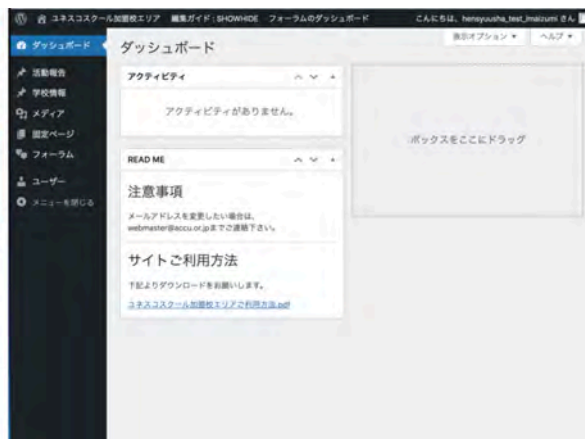 ユネスコスクール加盟校エリア 編集ガイド : SHOWHIDE フォーラムのダッシュボード こんにちは、hensyuusha_test_imaizumi さん
ダッシュボード
活動報告
学校情報
メディア
固定ページ
フォーラム
ユーザー
メニューを閉じる
表示オプション ▼ ヘルプ ▼
ダッシュボード
アクティビティ
アクティビティがありません。
READ ME
注意事項
メールアドレスを変更したい場合は、
webmaster@accu.or.jpまでご連絡下さい。
サイトご利用方法
下記よりダウンロードをお願いします。
ユネスコスクール加盟校エリアご利用方法.pdf
ボックスをここにドラッグ